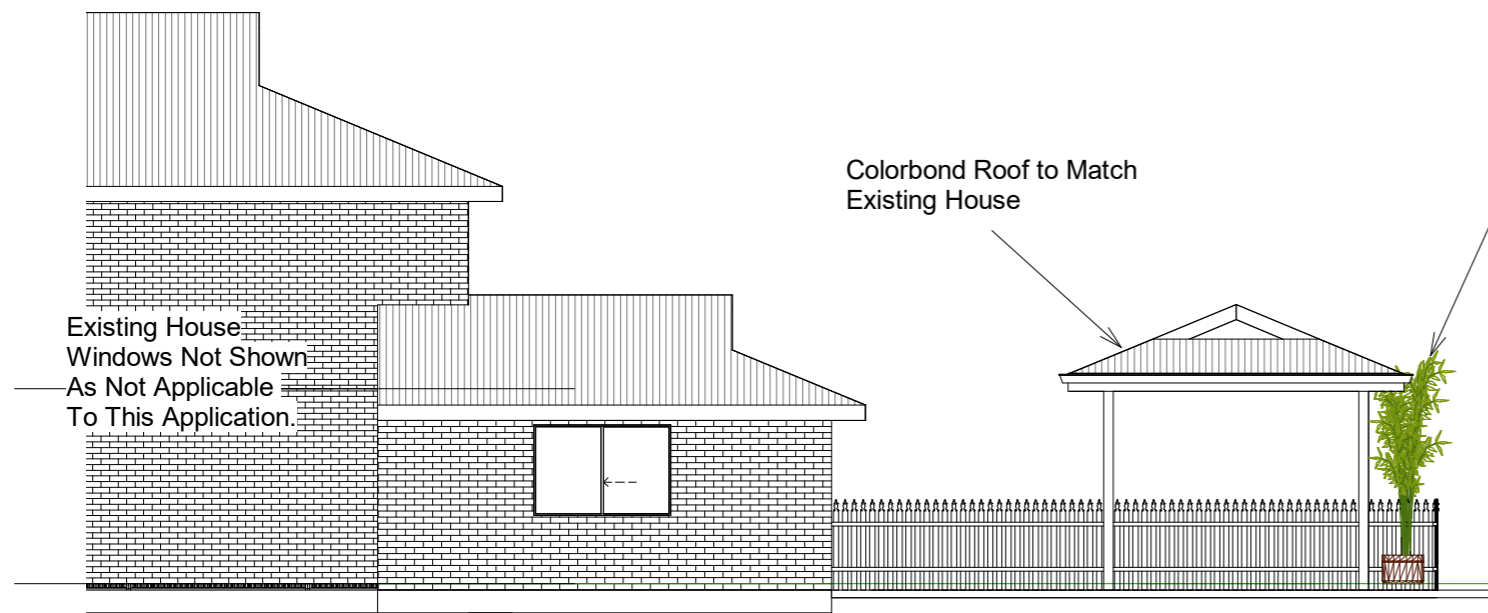 Colorbond Roof to Match
Existing House
Existing House
Windows Not Shown
As Not Applicable
To This Application.